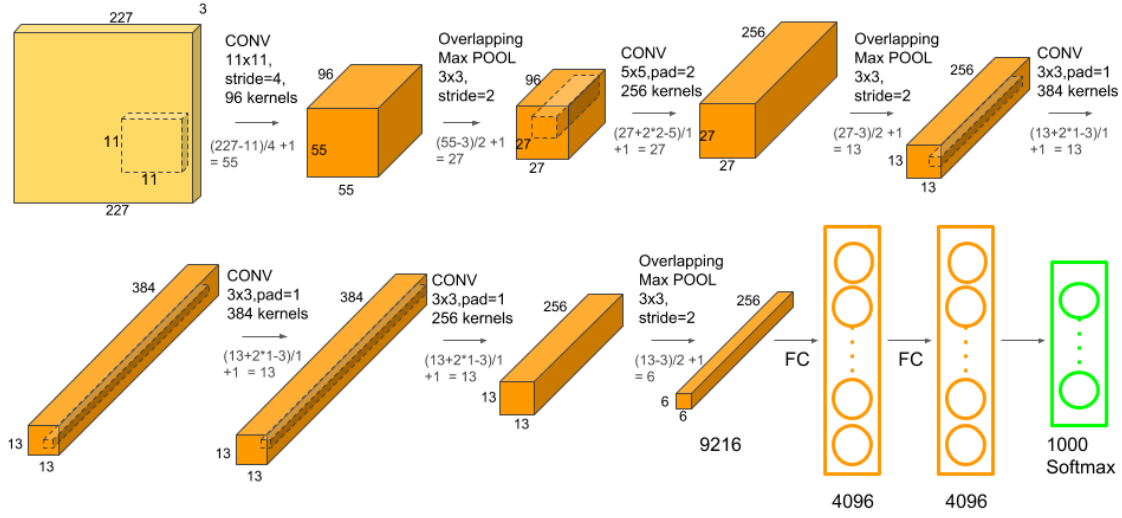 227
3
11
11
227
CONV
11x11,
stride=4,
96 kernels
(227-11)/4 +1
= 55
96
55
55
Overlapping
Max POOL
3x3,
stride=2
(55-3)/2 +1
= 27
96
27
27
CONV
5x5,pad=2
256 kernels
(27+2*2-5)/1
+1 = 27
256
27
27
Overlapping
Max POOL
3x3,
stride=2
(27-3)/2 +1
= 13
256
13
13
CONV
3x3,pad=1
384 kernels
(13+2*1-3)/1
+1 = 13
384
13
13
CONV
3x3,pad=1
384 kernels
(13+2*1-3)/1
+1 = 13
384
13
13
CONV
3x3,pad=1
256 kernels
(13+2*1-3)/1
+1 = 13
256
13
13
Overlapping
Max POOL
3x3,
stride=2
(13-3)/2 +1
= 6
256
6
6
9216
FC
4096
FC
4096
1000
Softmax